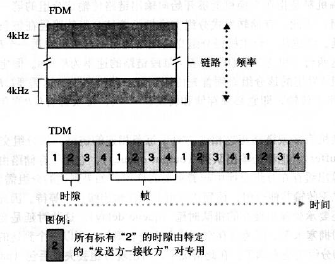 TDM
4kHz
链路
频率
4kHz
TDM
1 2 3 4 1 2 3 4 1 2 3 4 1 2 3 4
时隙
帧
时间
图例：
2
所有标有“2”的时隙由特定
的“发送方-接收方”对专用